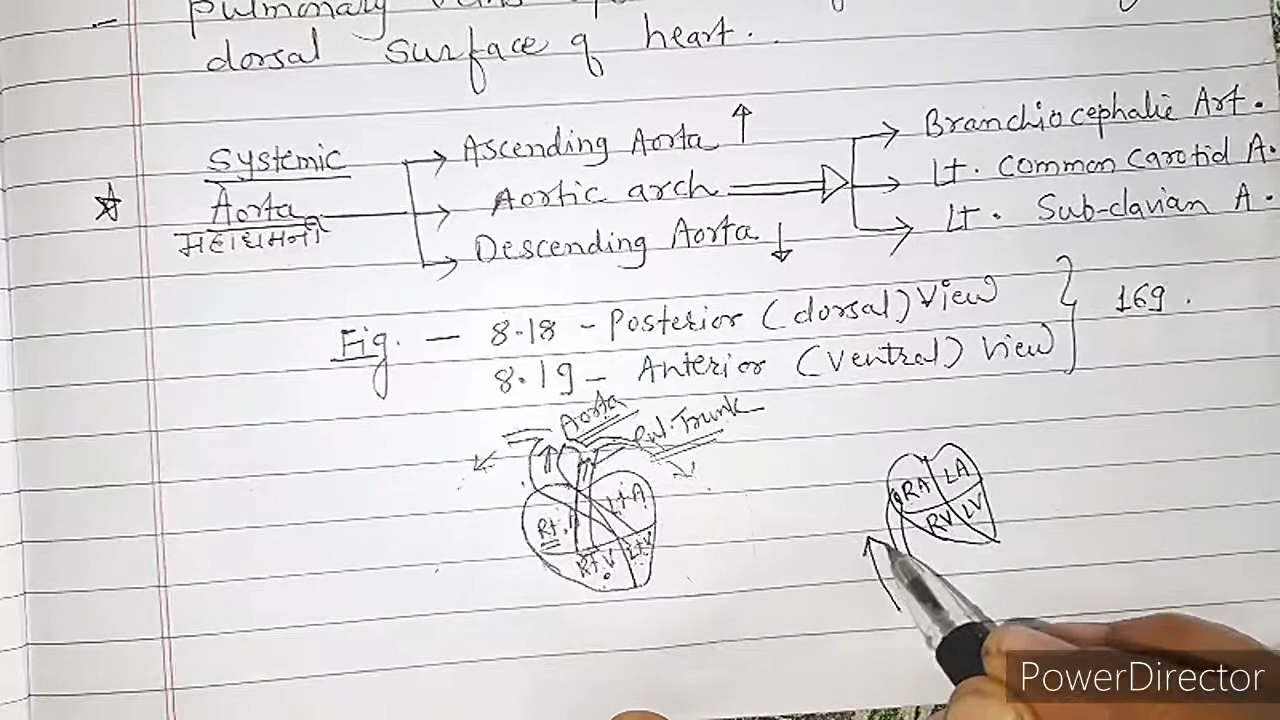 - Pulmonary
dorsal surface of heart.
Systemic Aorta
महाधमनी
Ascending Aorta ↑
Aortic arch
Descending Aorta ↓
Branchiocephalic Art.
Lt. Common Carotid A.
Lt. Sub-clavian A.
Fig. - 8.18 - Posterior (dorsal) View
8.19 - Anterior (Ventral) View
169.
Aorta
Pul. Trunk
Rt. A
Lt. A
Rt. V.
Lt. V
RA
LA
RV
LV
PowerDirector